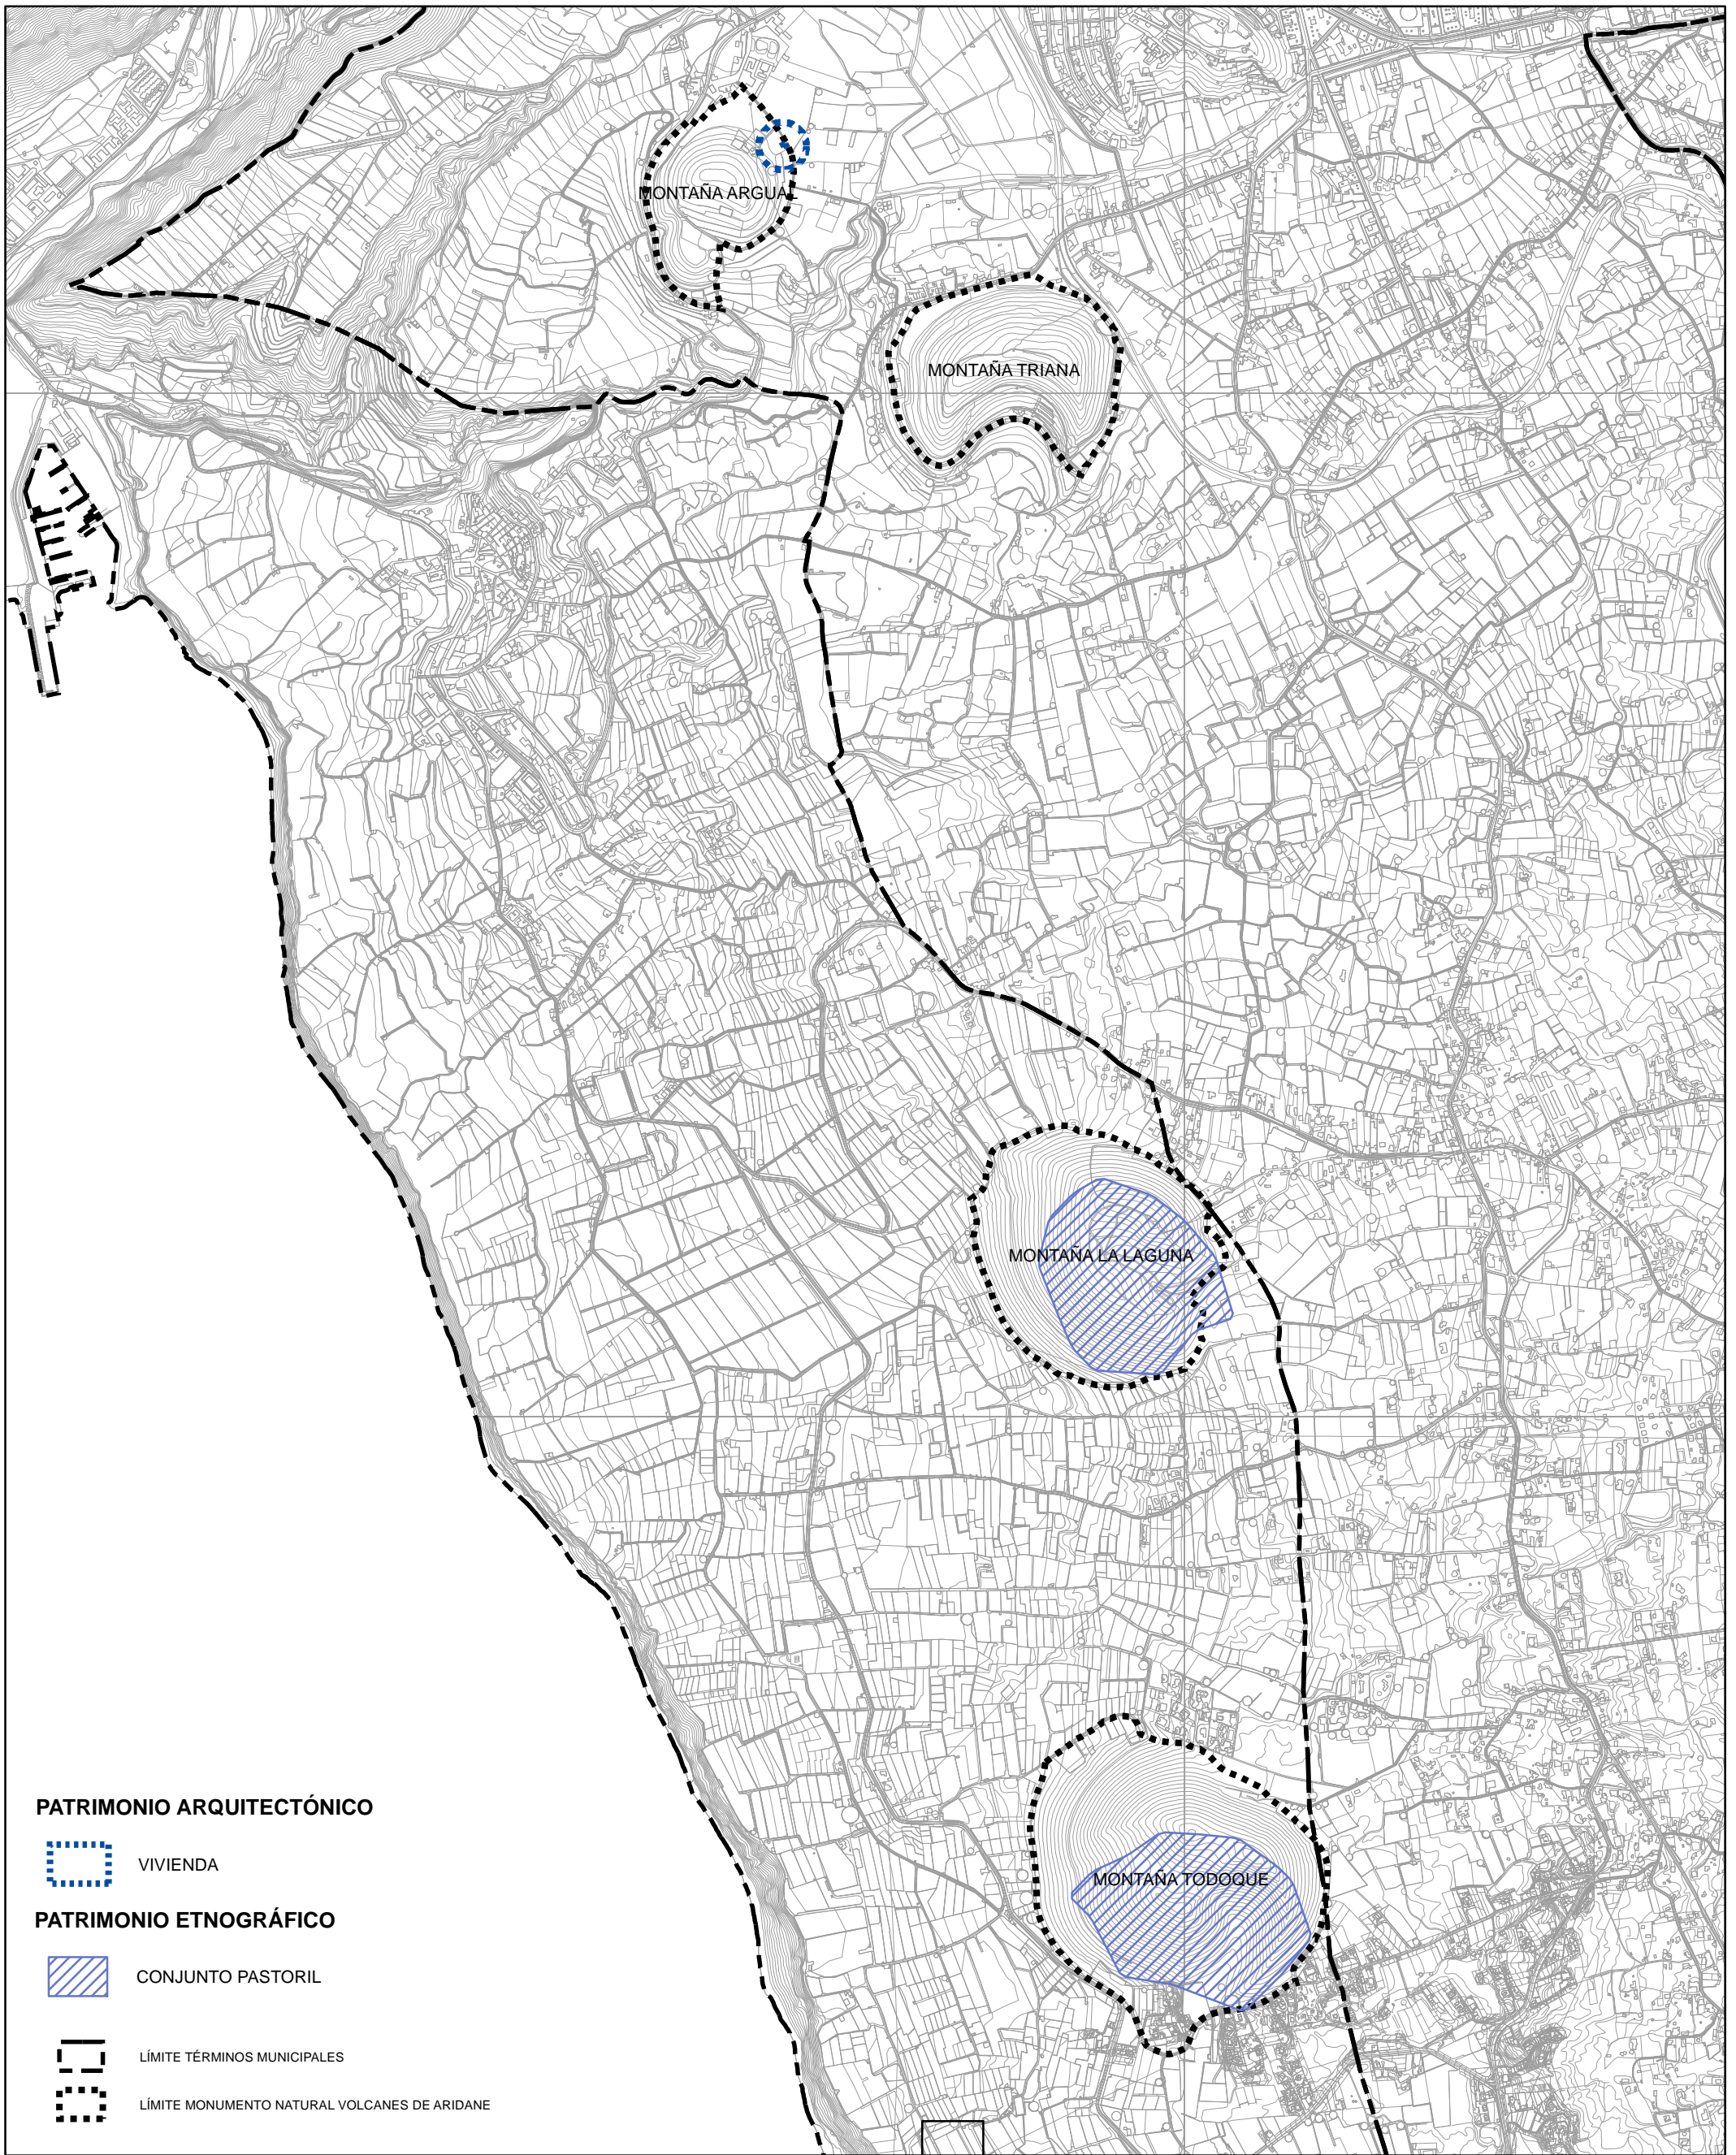 MONTAÑA ARGUAL
MONTAÑA TRIANA
MONTAÑA LA LAGUNA
MONTAÑA TODOQUE
PATRIMONIO ARQUITECTÓNICO
VIVIENDA
PATRIMONIO ETNOGRÁFICO
CONJUNTO PASTORIL
LÍMITE TÉRMINOS MUNICIPALES
LÍMITE MONUMENTO NATURAL VOLCANES DE ARIDANE